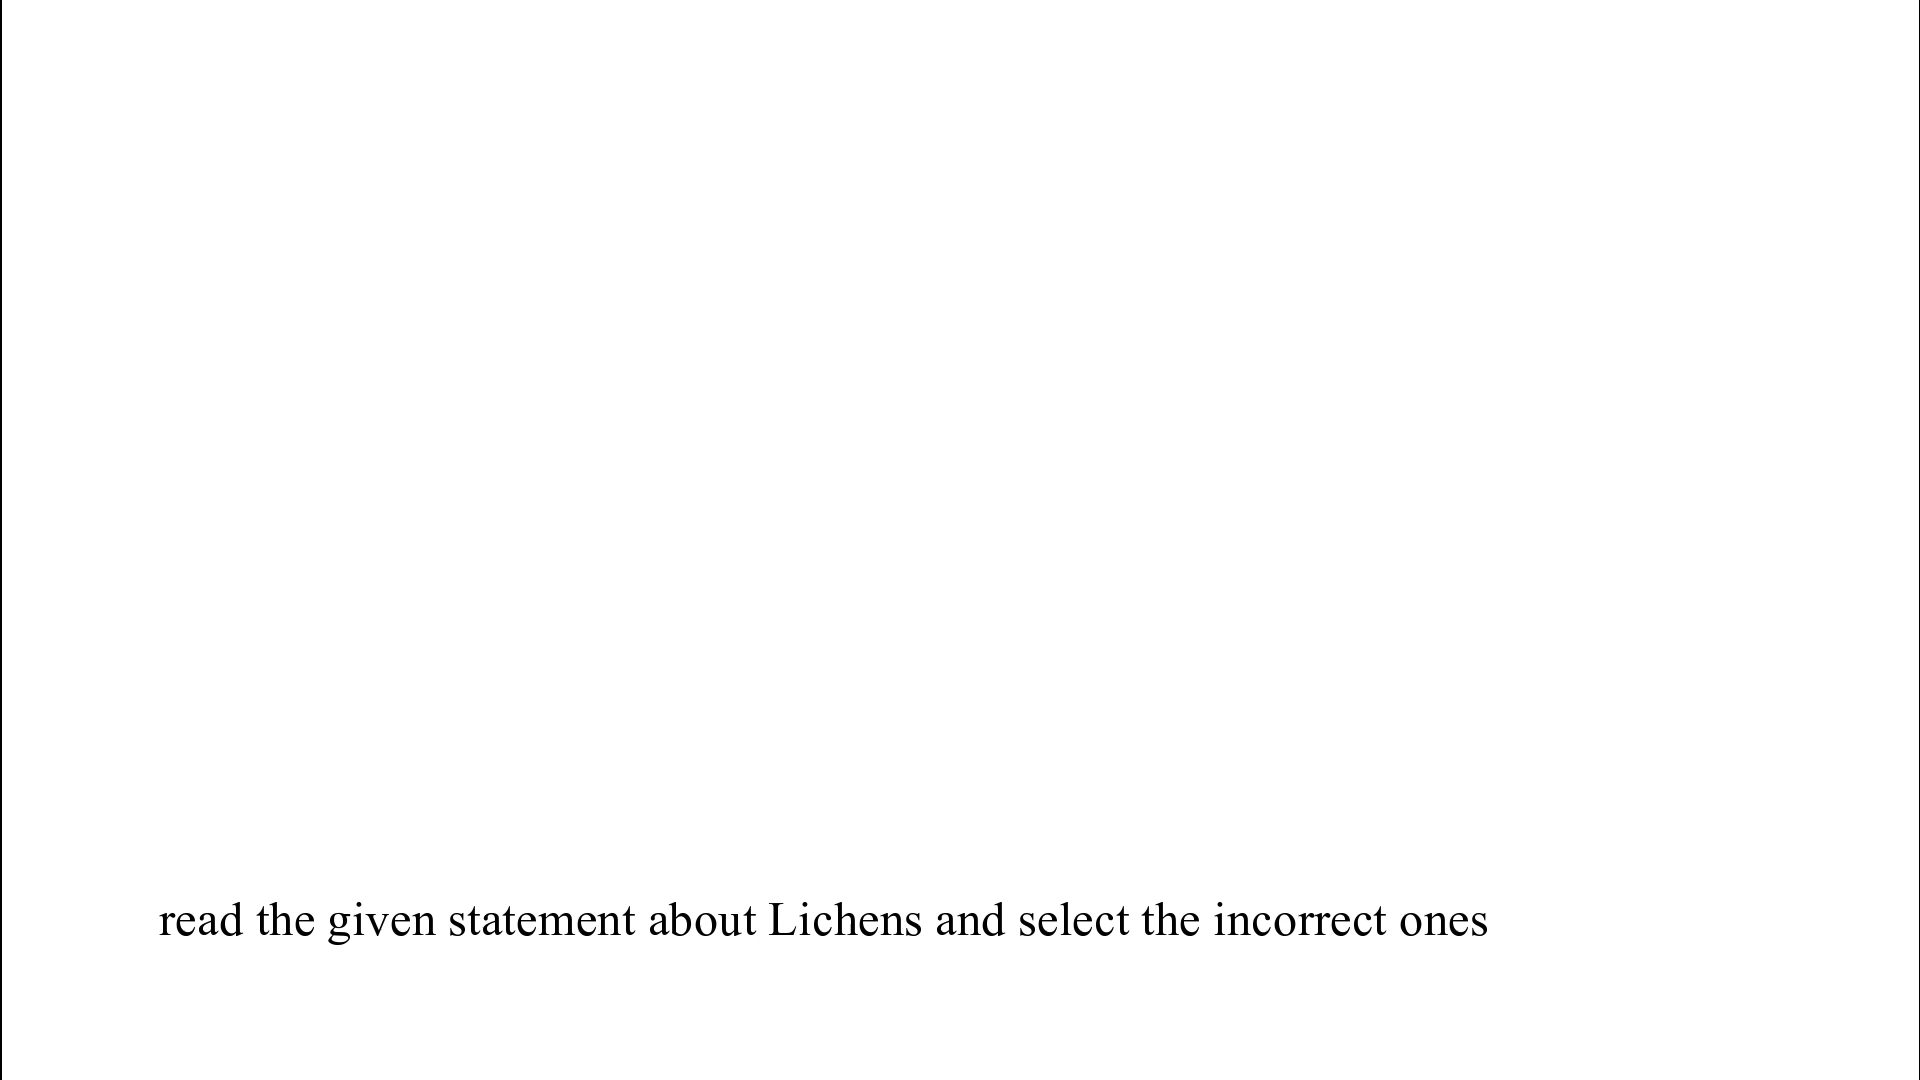 read the given statement about Lichens and select the incorrect ones